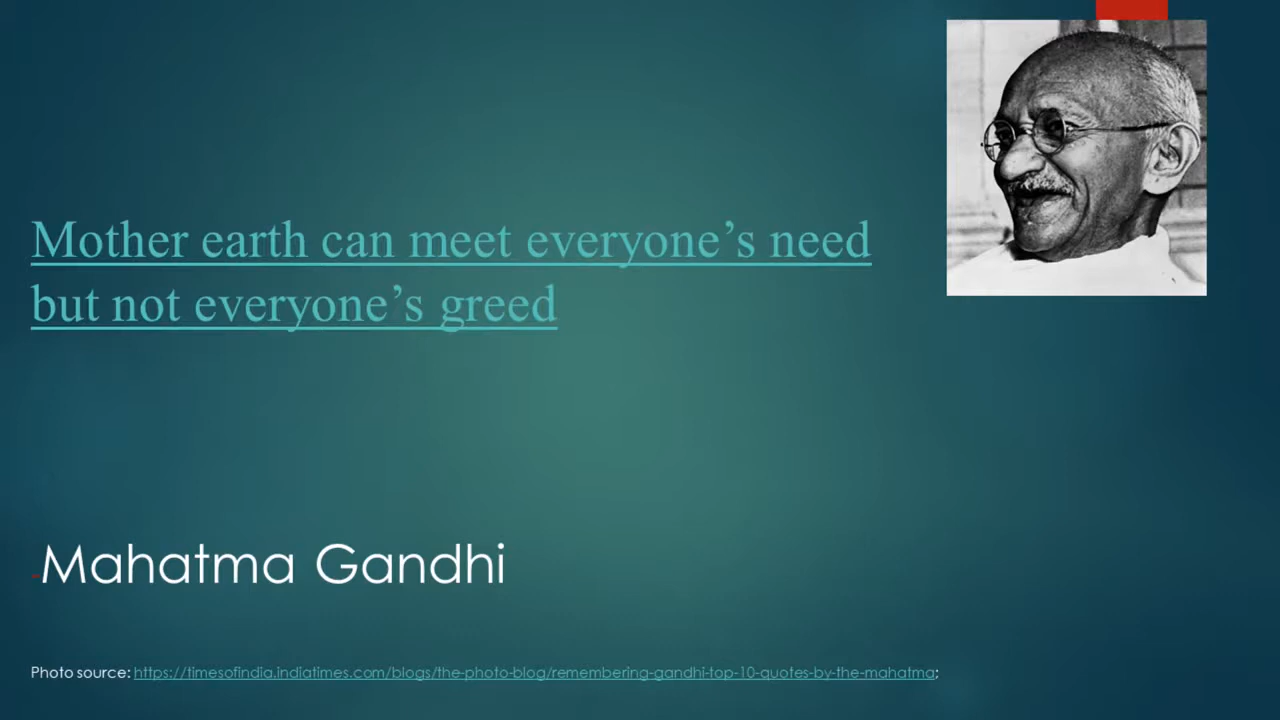 Mother earth can meet everyone’s need
but not everyone’s greed
-Mahatma Gandhi
Photo source: https://timesofindia.indiatimes.com/blogs/the-photo-blog/remembering-gandhi-top-10-quotes-by-the-mahatma;